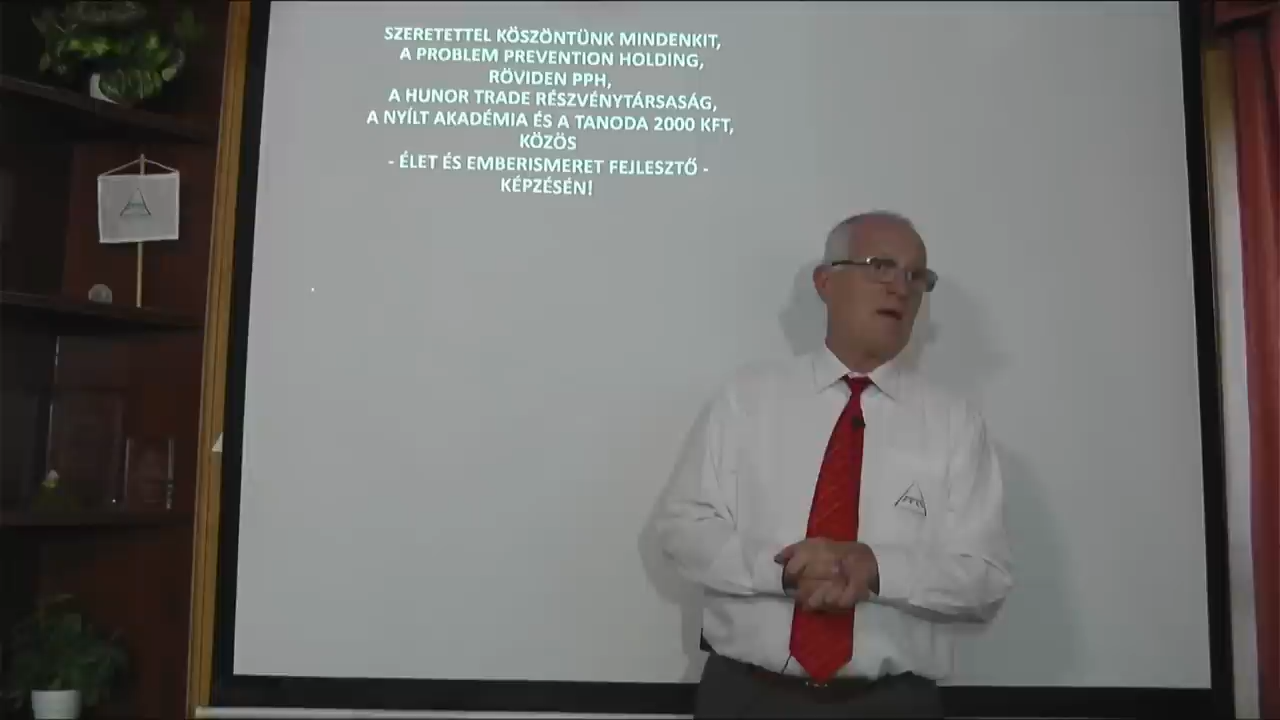 SZERETETTEL KÖSZÖNTÜNK MINDENKIT,
A PROBLEM PREVENTION HOLDING,
RÖVIDEN PPH,
A HUNOR TRADE RÉSZVÉNYTÁRSASÁG,
A NYÍLT AKADÉMIA ÉS A TANODA 2000 KFT,
KÖZÖS
- ÉLET ÉS EMBERISMERET FEJLESZTŐ -
KÉPZÉSÉN!